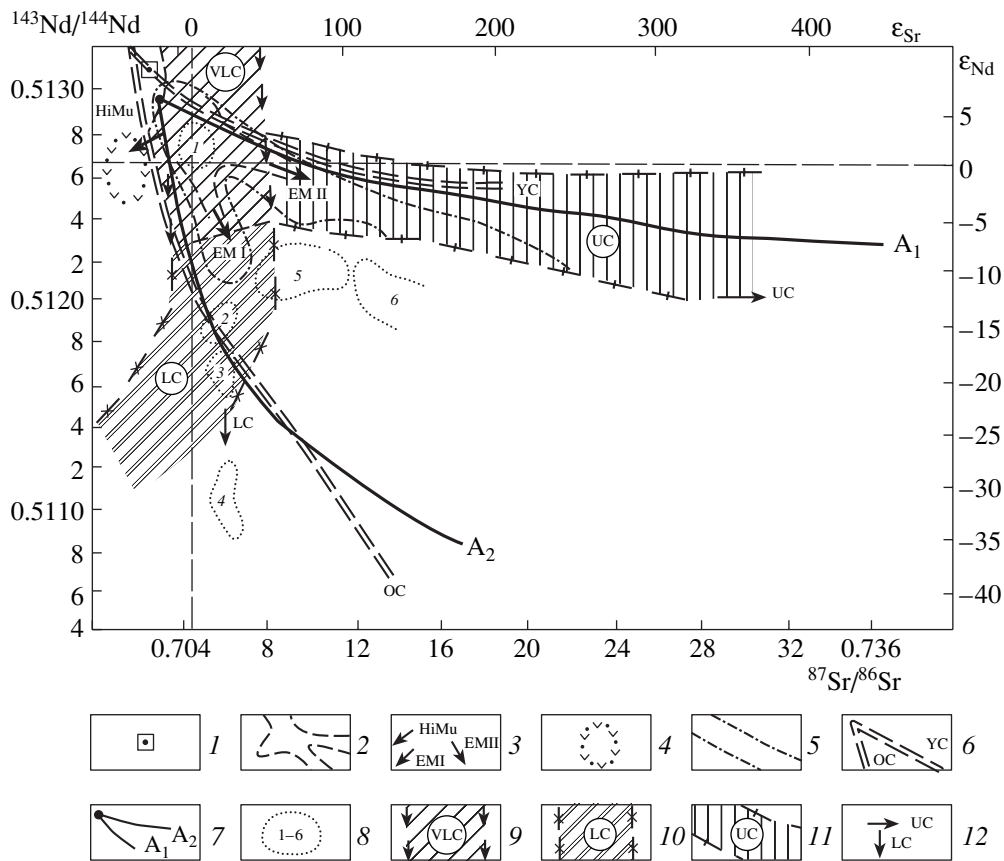 ¹⁴³Nd/¹⁴⁴Nd 0 100 200 300 400 εSr
εNd
0.5130
8
6
4
2
0.5120
8
6
4
2
0.5110
8
6
4
5
0
−5
−10
−15
−20
−25
−30
−35
−40
VLC
HiMu
1
EM II
YC
UC
A₁
EM I
5
6
UC
2
LC
3
LC
4
A₂
OC
0.704 8 12 16 20 24 28 32 0.736
⁸⁷Sr/⁸⁶Sr
1
2
HiMu
EMII
EMI
3
4
5
YC
OC
6
A₂
A₁
7
1–6
8
VLC
9
LC
10
UC
11
UC
LC
12